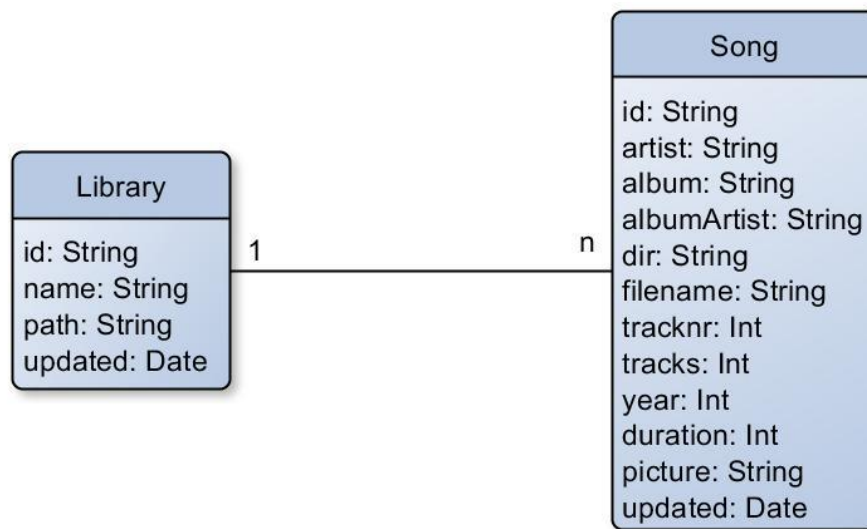 Library
id: String
name: String
path: String
updated: Date
1
n
Song
id: String
artist: String
album: String
albumArtist: String
dir: String
filename: String
tracknr: Int
tracks: Int
year: Int
duration: Int
picture: String
updated: Date